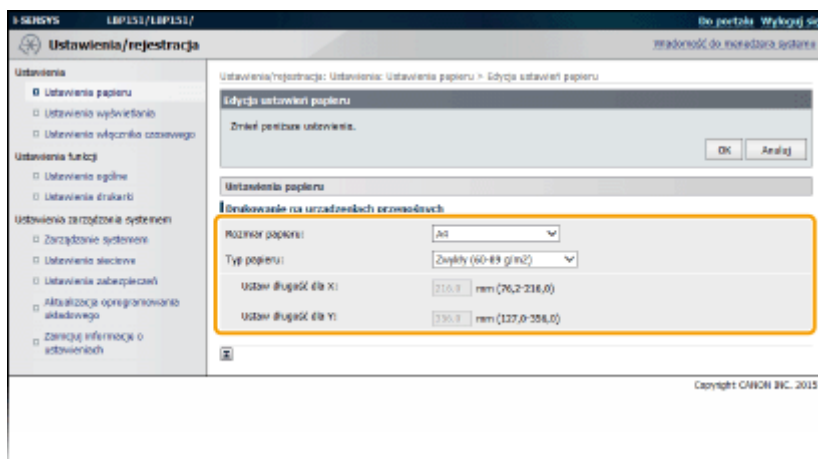 i-SENSYS LBP151/LBP151/ Do portalu Wyloguj się
Ustawienia/rejestracja Wiadomość do menedżera systemu
Ustawienia
Ustawienia papieru
Ustawienia wyświetlania
Ustawienia włącznika czasowego
Ustawienia funkcji
Ustawienia ogólne
Ustawienia drukarki
Ustawienia zarządzania systemem
Zarządzanie systemem
Ustawienia sieciowe
Ustawienia zabezpieczeń
Aktualizacja oprogramowania
układowego
Zaimituj informacje o
ustawieniach
Ustawienia/rejestracja: Ustawienia: Ustawienia papieru > Edycja ustawień papieru
Edycja ustawień papieru
Zmień poniższe ustawienia.
OK Anuluj
Ustawienia papieru
Drukowanie na urządzeniach przenośnych
Rozmiar papieru: A4
Typ papieru: Zwykły (60-89 g/m2)
Ustaw długość dla X: 216.0 mm (76,2-216,0)
Ustaw długość dla Y: mm (127,0-356,0)
Copyright CANON INC. 2015